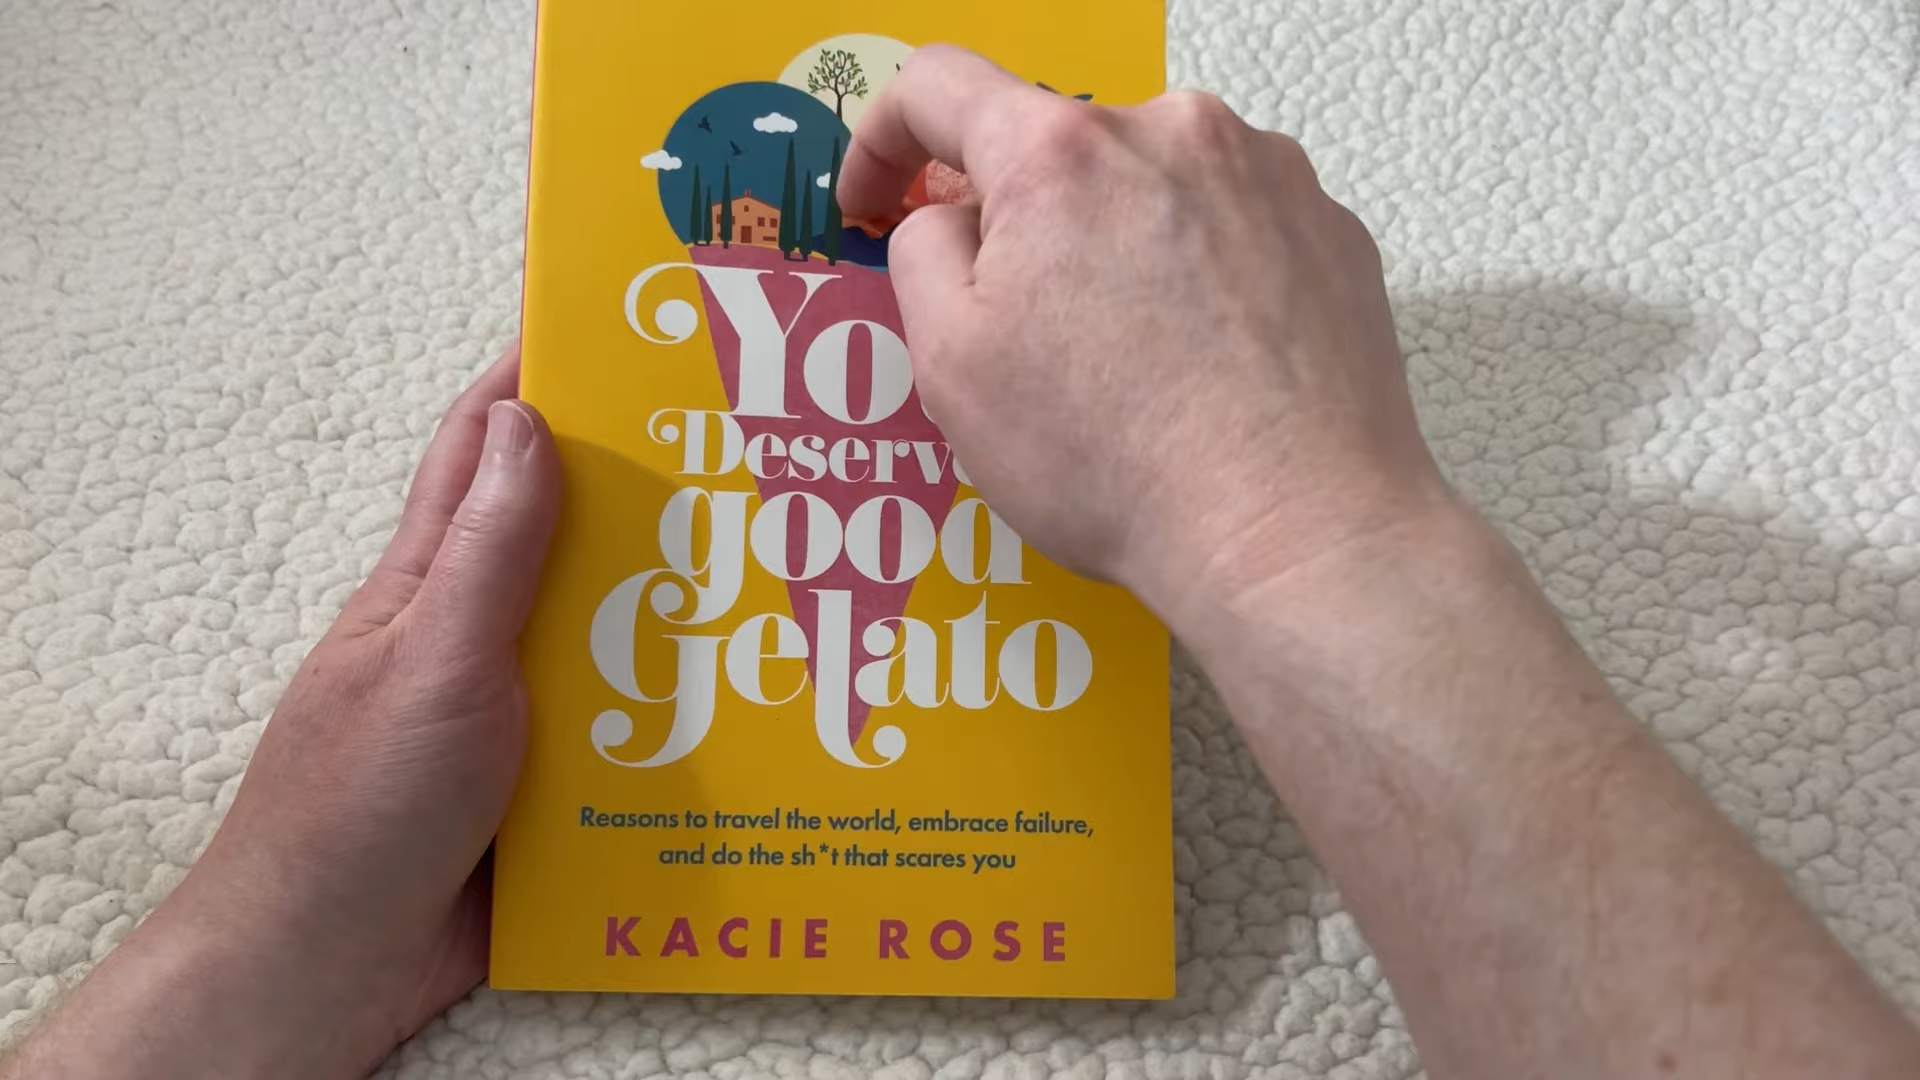 Yo
Deserve
good
Gelato
Reasons to travel the world, embrace failure,
and do the sh*t that scares you
KACIE ROSE